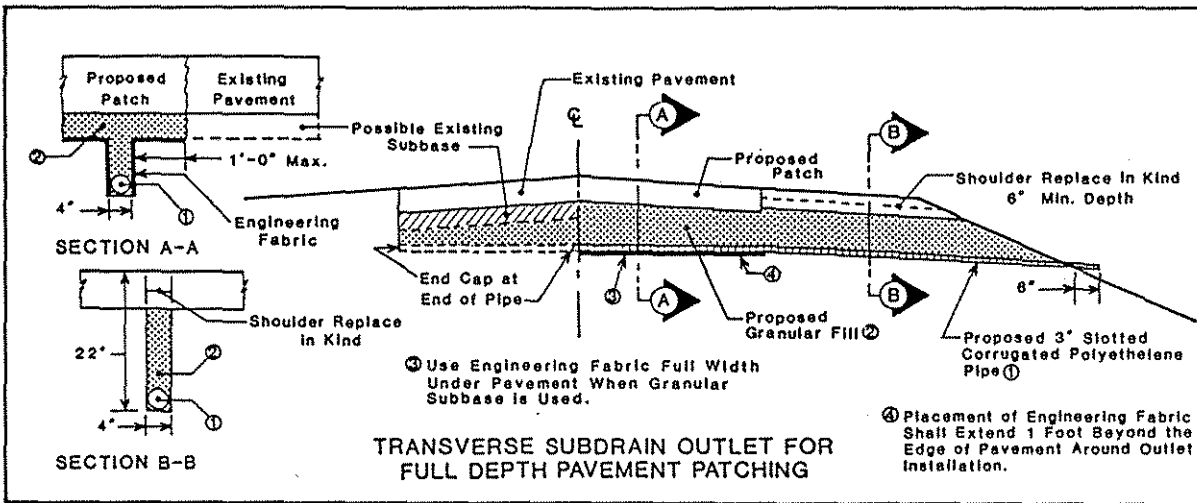 Proposed
Patch
Existing
Pavement
②
1'-0" Max.
4"
①
Engineering
Fabric
SECTION A-A
Possible Existing
Subbase
Existing Pavement
℄
A
B
Proposed
Patch
Shoulder Replace In Kind
6" Min. Depth
End Cap at
End of Pipe
③
A
④
B
6"
Proposed
Granular Fill ②
Proposed 3" Slotted
Corrugated Polyethelene
Pipe ①
Shoulder Replace
in Kind
22"
②
①
4"
SECTION B-B
③ Use Engineering Fabric Full Width
Under Pavement When Granular
Subbase is Used.
④ Placement of Engineering Fabric
Shall Extend 1 Foot Beyond the
Edge of Pavement Around Outlet
Installation.
TRANSVERSE SUBDRAIN OUTLET FOR
FULL DEPTH PAVEMENT PATCHING